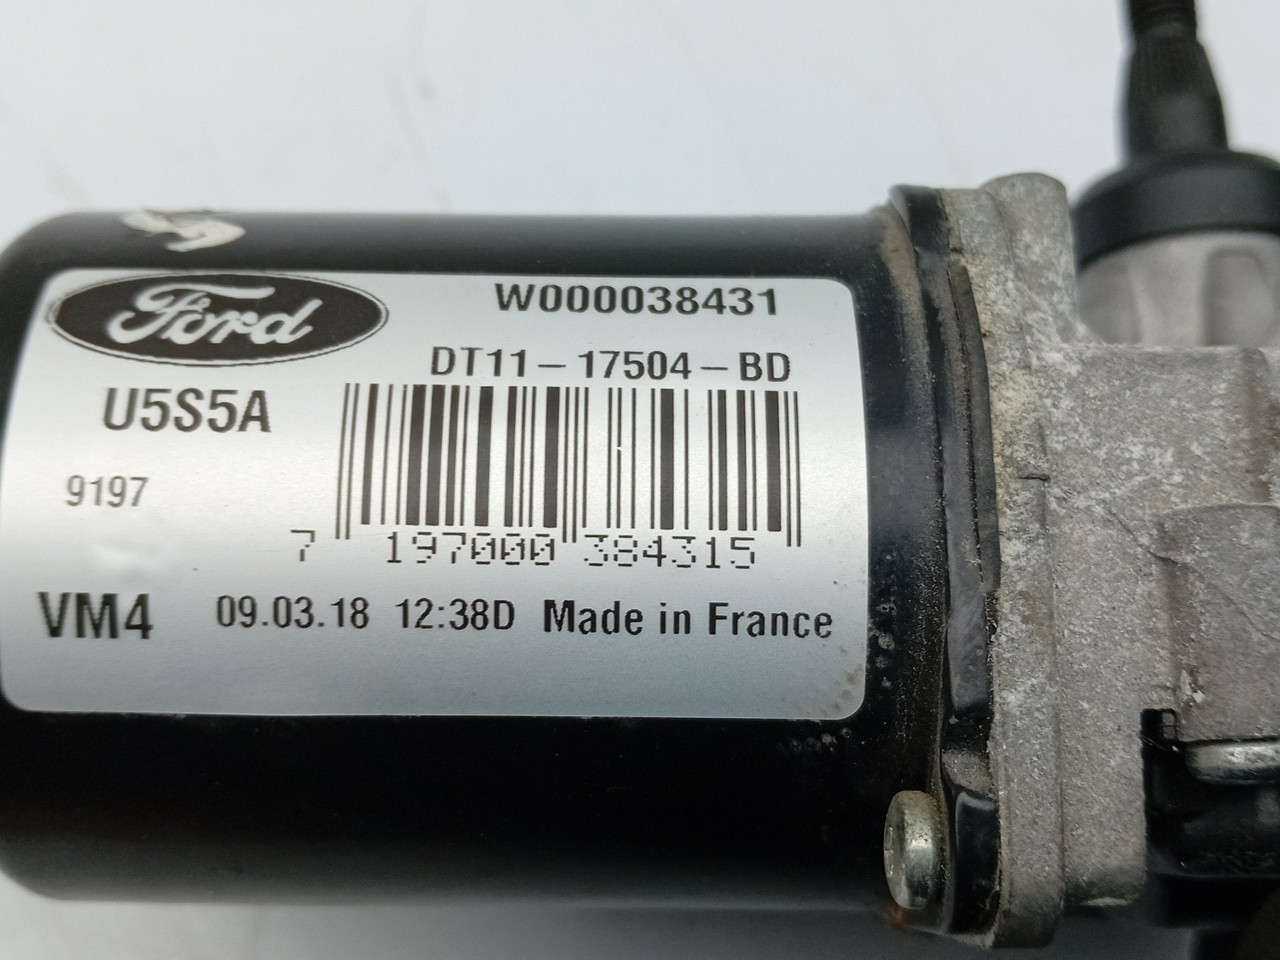 Ford
W000038431
DT11-17504-BD
U5S5A
9197
7 197000 384315
VM4 09.03.18 12:38D Made in France